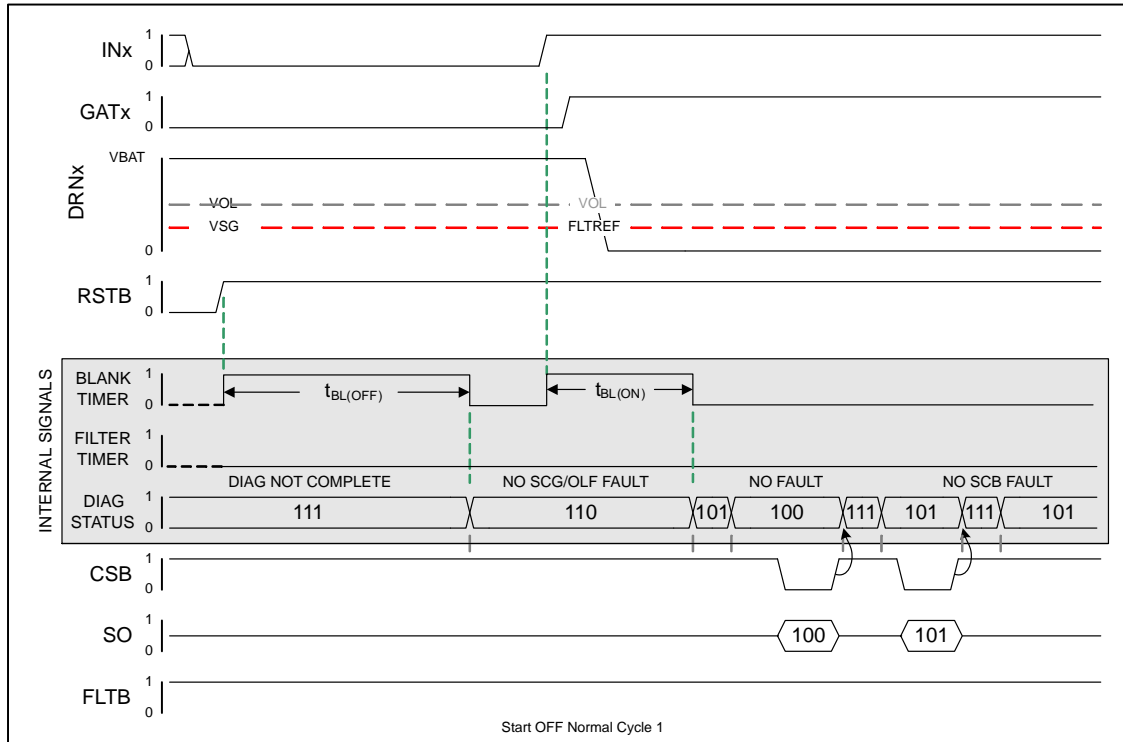 INx
1
0
GATx
1
0
DRNx
VBAT
0
VOL
VOL
VSG
FLTREF
RSTB
1
0
INTERNAL SIGNALS
BLANK
TIMER
1
0
tBL(OFF)
tBL(ON)
FILTER
TIMER
1
0
DIAG NOT COMPLETE
NO SCG/OLF FAULT
NO FAULT
NO SCB FAULT
DIAG
STATUS
1
0
111
110
101
100
111
101
111
101
CSB
1
0
SO
1
0
100
101
FLTB
1
0
Start OFF Normal Cycle 1